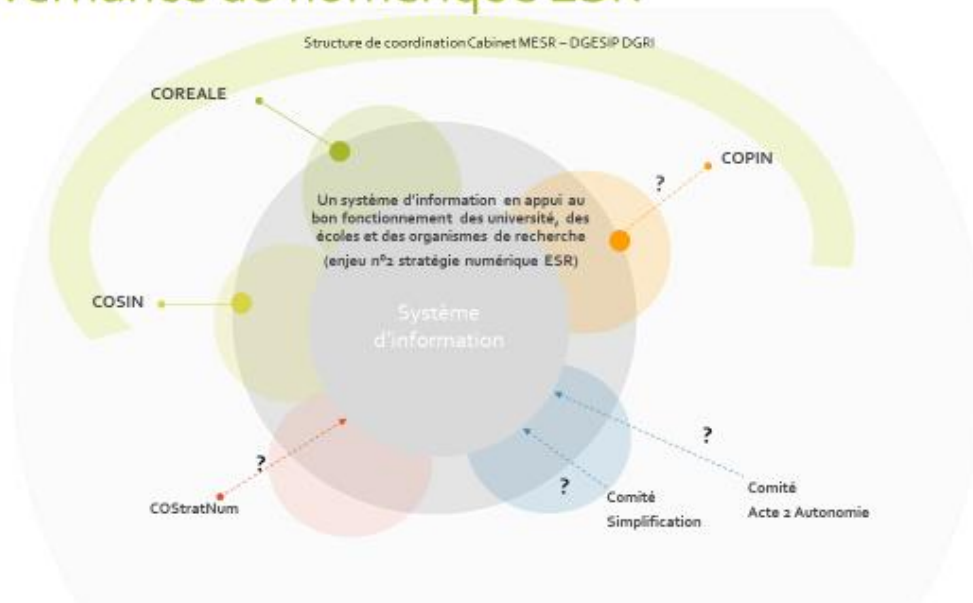 Structure de coordination Cabinet MESR – DGESIP DGRI
COREALE
COPIN
?
Un système d'information en appui au
bon fonctionnement des université, des
écoles et des organismes de recherche
(enjeu n°2 stratégie numérique ESR)
COSIN
Système
d'information
?
?
COStratNum
?
Comité
Simplification
Comité
Acte 2 Autonomie